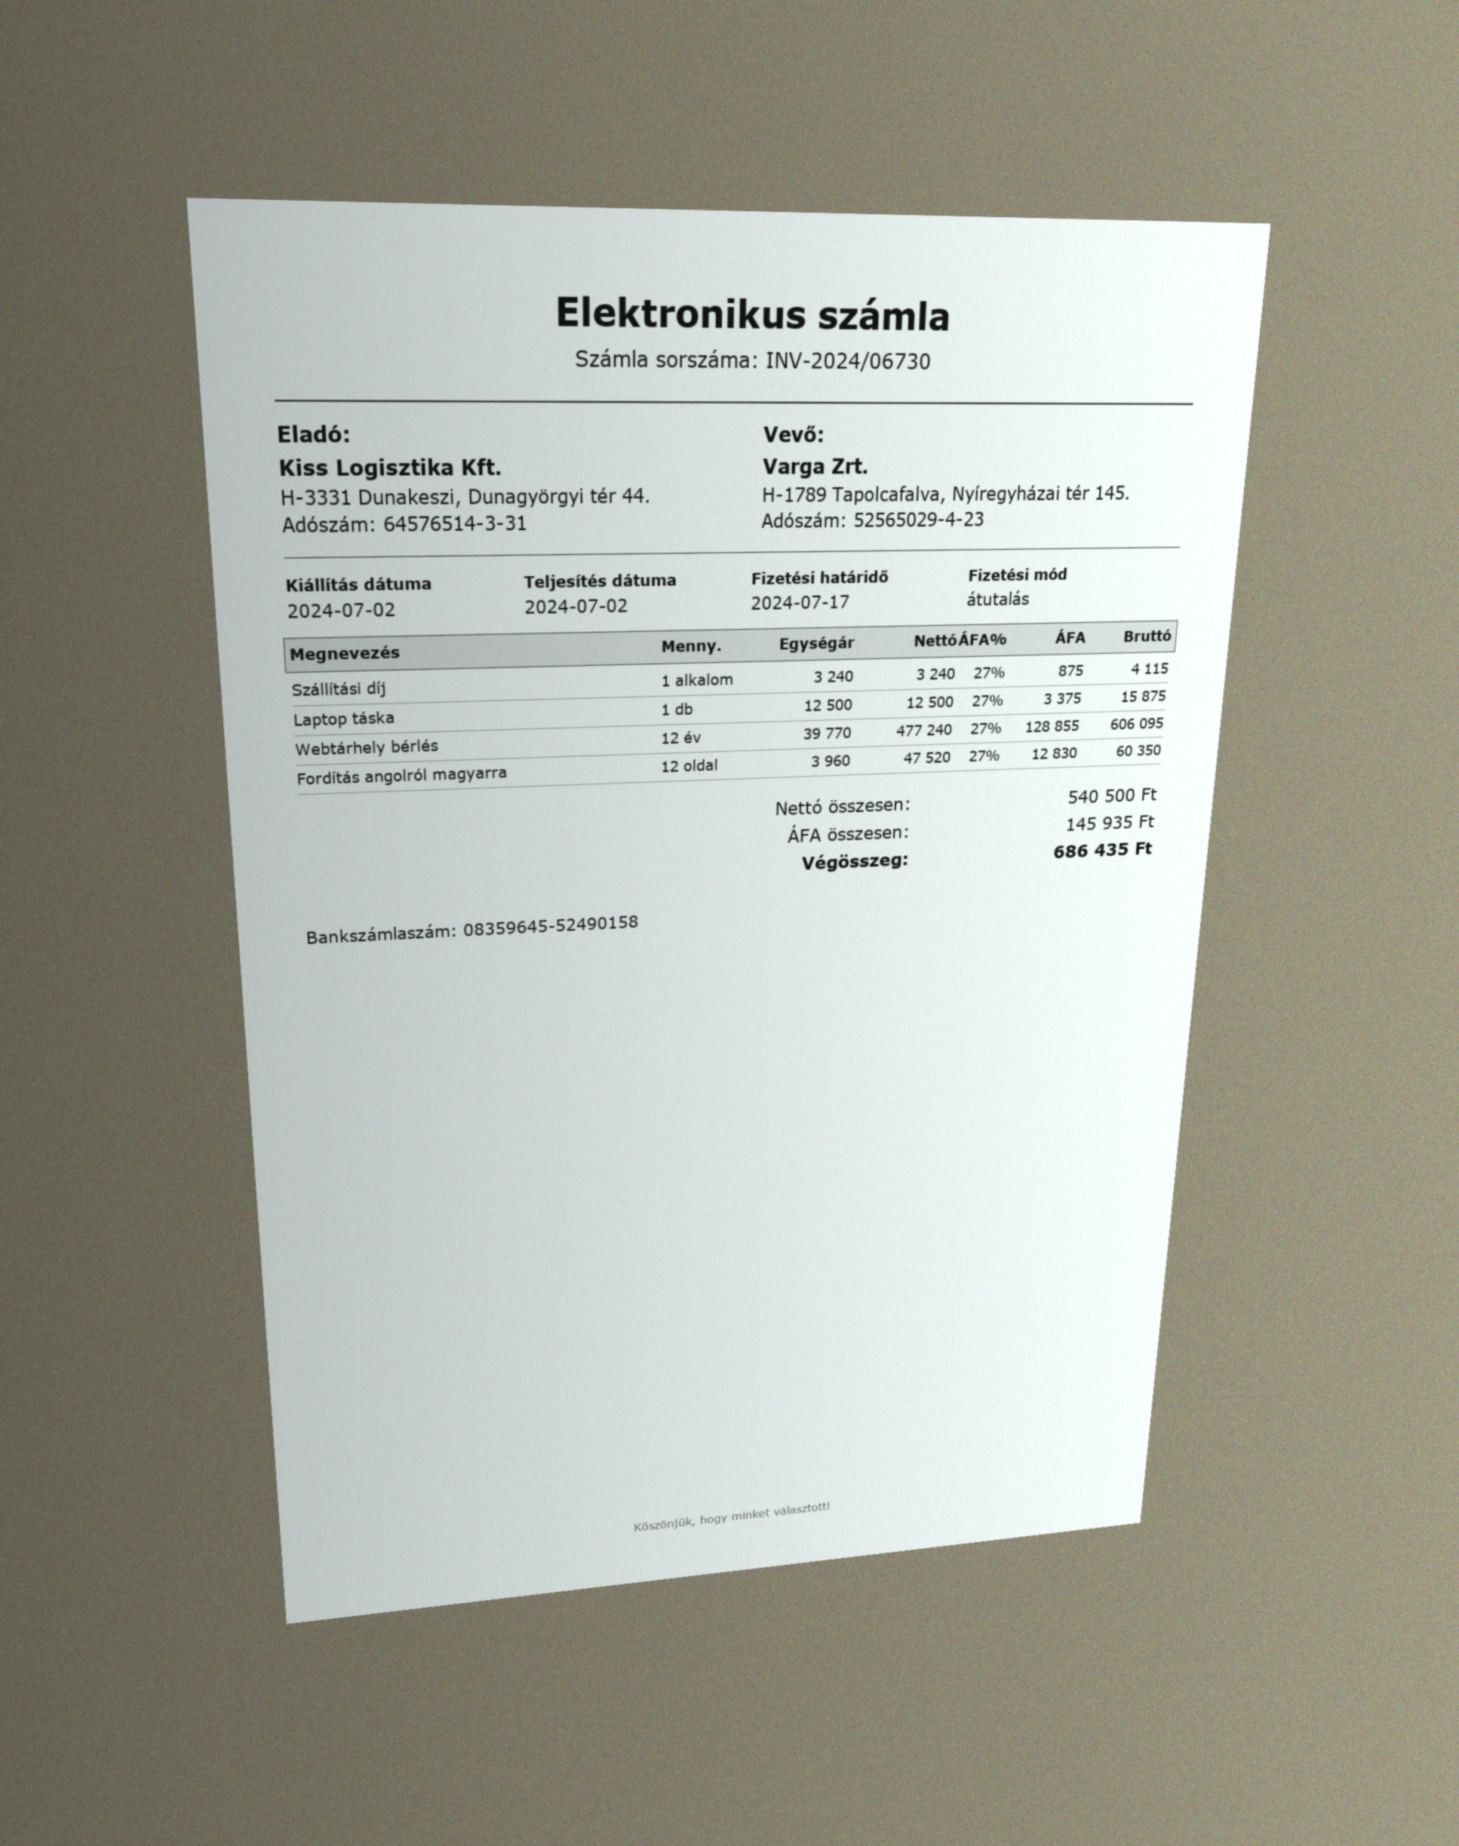 Elektronikus számla
Számla sorszáma: INV-2024/06730
Eladó:
Kiss Logisztika Kft.
H-3331 Dunakeszi, Dunagyörgyi tér 44.
Adószám: 64576514-3-31
Vevő:
Varga Zrt.
H-1789 Tapolcafalva, Nyíregyházai tér 145.
Adószám: 52565029-4-23
Kiállítás dátuma Teljesítés dátuma Fizetési határidő Fizetési mód
2024-07-02 2024-07-02 2024-07-17 átutalás
Megnevezés Menny. Egységár Nettó ÁFA% ÁFA Bruttó
Szállítási díj 1 alkalom 3 240 3 240 27% 875 4 115
Laptop táska 1 db 12 500 12 500 27% 3 375 15 875
Webtárhely bérlés 12 év 39 770 477 240 27% 128 855 606 095
Fordítás angolról magyarra 12 oldal 3 960 47 520 27% 12 830 60 350
Nettó összesen: 540 500 Ft
ÁFA összesen: 145 935 Ft
Végösszeg: 686 435 Ft
Bankszámlaszám: 08359645-52490158
Köszönjük, hogy minket választott!